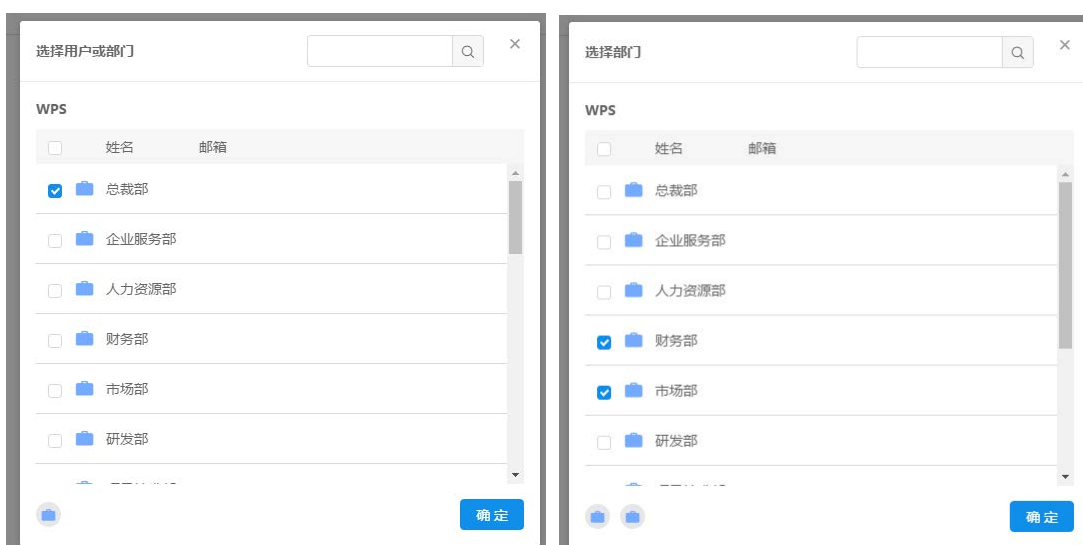 选择用户或部门
WPS
姓名 邮箱
总裁部
企业服务部
人力资源部
财务部
市场部
研发部
确定
选择部门
WPS
姓名 邮箱
总裁部
企业服务部
人力资源部
财务部
市场部
研发部
确定